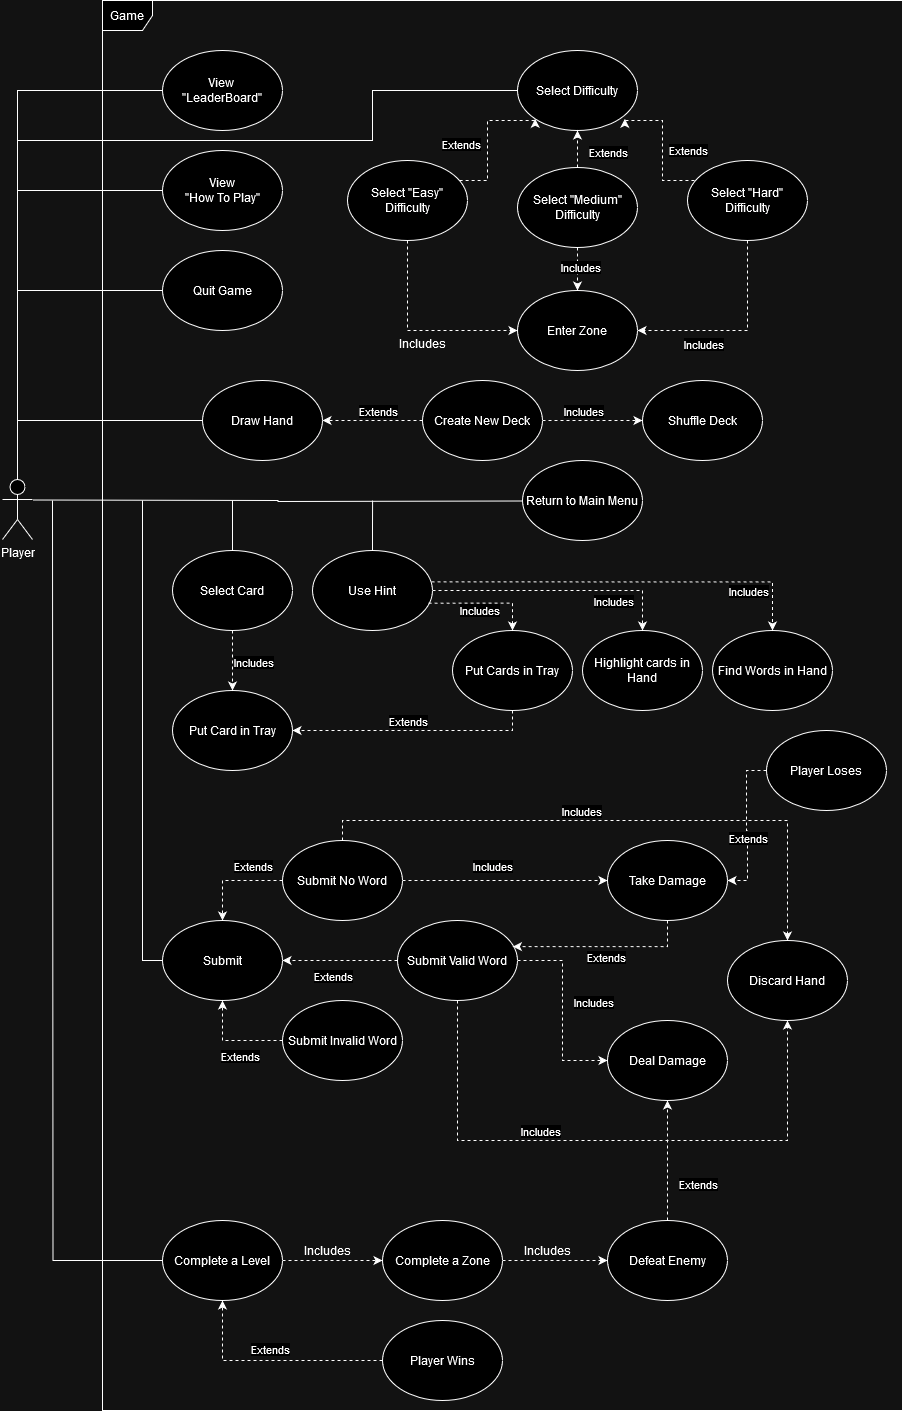 Game
View
"LeaderBoard"
Select Difficulty
Extends
Extends
Extends
View
"How To Play"
Select "Easy"
Difficulty
Select "Medium"
Difficulty
Select "Hard"
Difficulty
Includes
Quit Game
Enter Zone
Includes
Includes
Draw Hand
Extends
Create New Deck
Includes
Shuffle Deck
Return to Main Menu
Player
Select Card
Use Hint
Includes
Includes
Includes
Includes
Put Cards in Tray
Highlight cards in
Hand
Find Words in Hand
Put Card in Tray
Extends
Player Loses
Includes
Extends
Extends
Submit No Word
Includes
Take Damage
Submit
Extends
Submit Valid Word
Extends
Discard Hand
Includes
Submit Invalid Word
Extends
Deal Damage
Includes
Extends
Complete a Level
Includes
Complete a Zone
Includes
Defeat Enemy
Extends
Player Wins